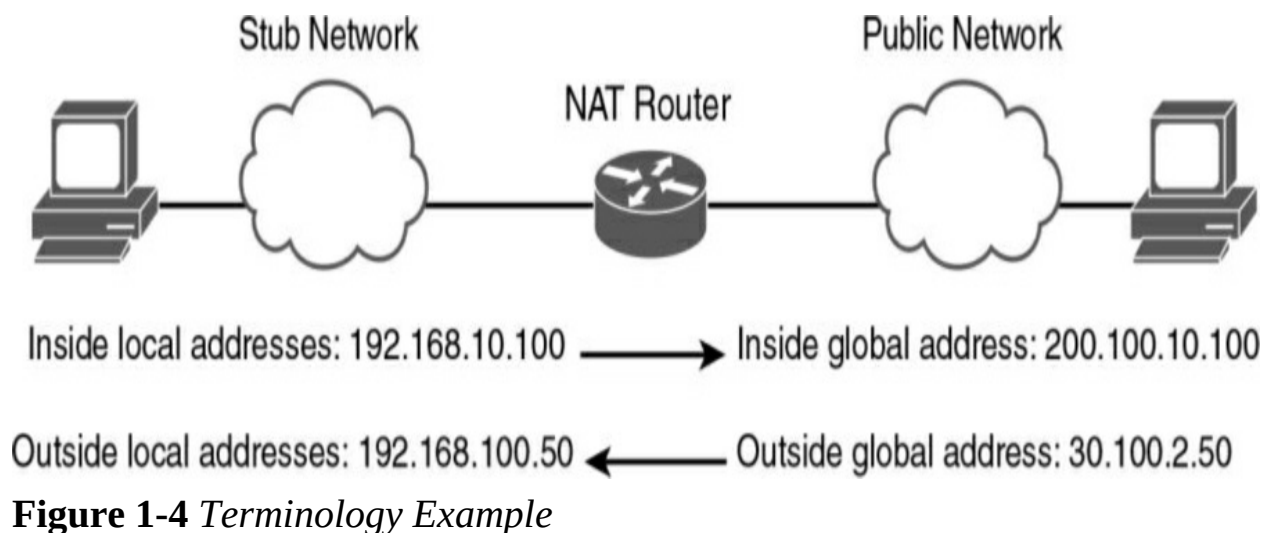 Stub Network
Public Network
NAT Router
Inside local addresses: 192.168.10.100
Inside global address: 200.100.10.100
Outside local addresses: 192.168.100.50
Outside global address: 30.100.2.50
Figure 1-4 Terminology Example